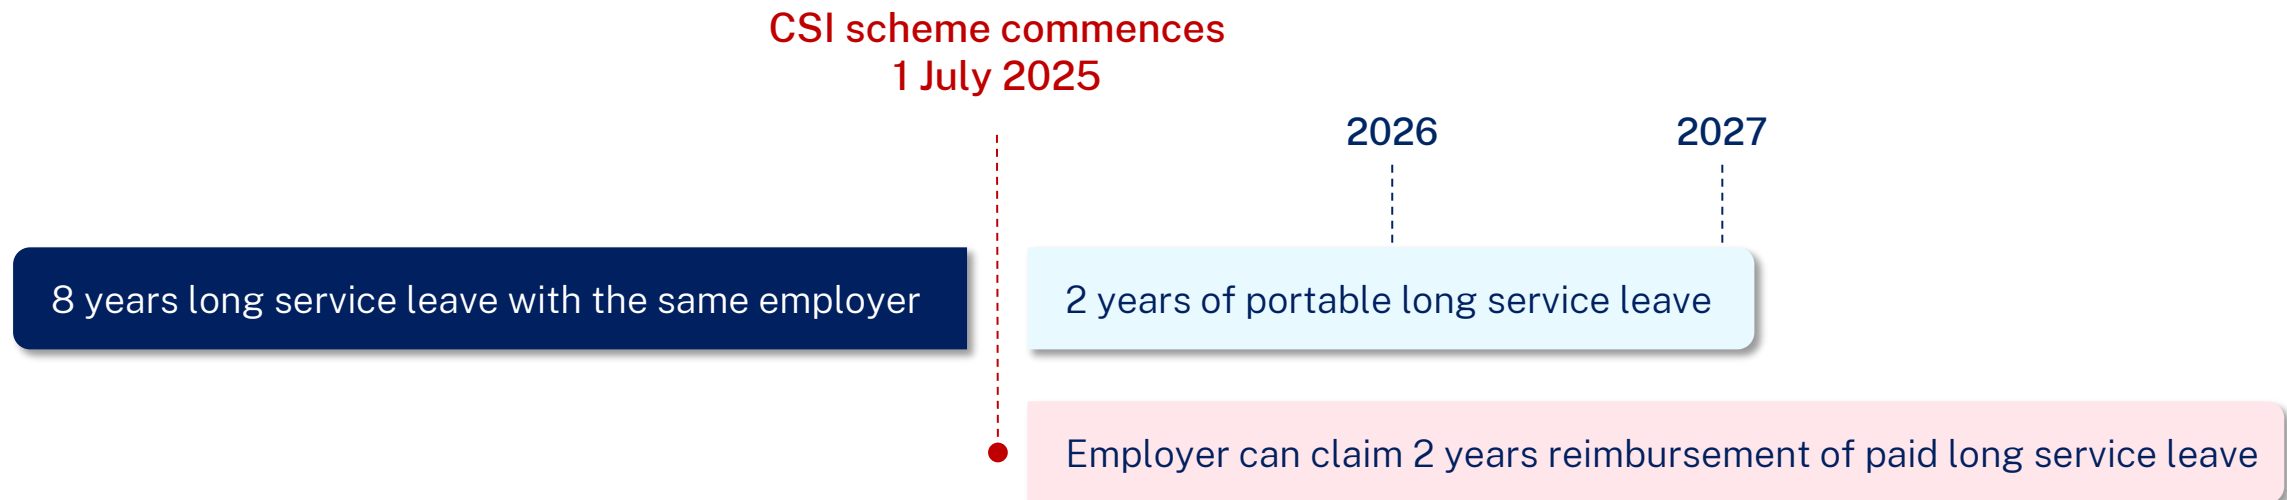 CSI scheme commences
1 July 2025
2026
2027
8 years long service leave with the same employer
2 years of portable long service leave
Employer can claim 2 years reimbursement of paid long service leave